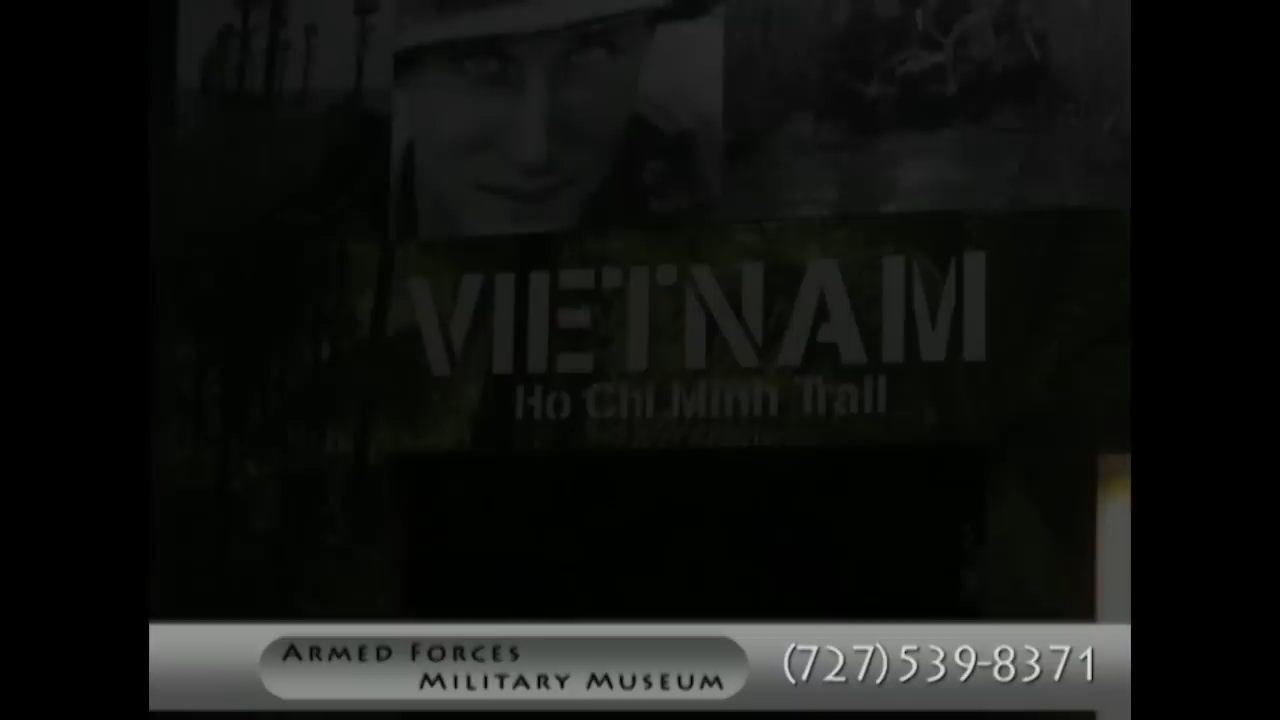 VIETNAM
Ho Chi Minh Trail
ARMED FORCES
MILITARY MUSEUM
(727)539-8371